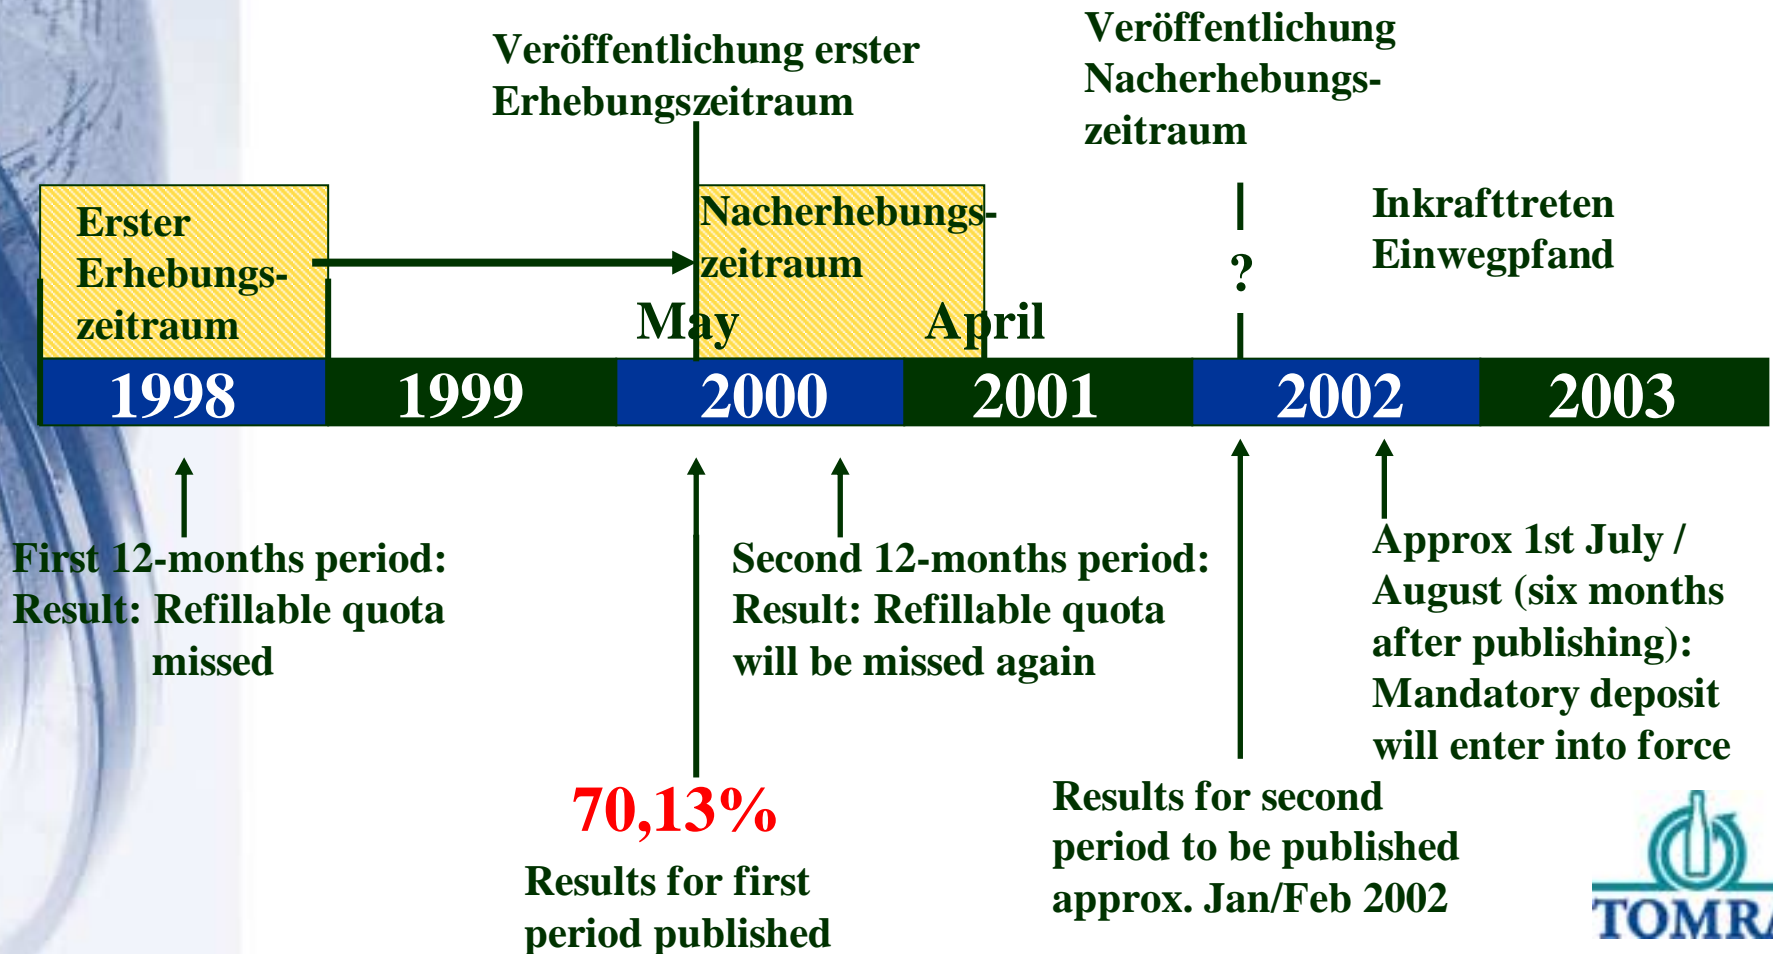 Veröffentlichung erster
Erhebungszeitraum
Veröffentlichung
Nacherhebungs-
zeitraum
Erster
Erhebungs-
zeitraum
Nacherhebungs-
zeitraum
May
April
?
Inkrafttreten
Einwegpfand
1998
1999
2000
2001
2002
2003
First 12-months period:
Result: Refillable quota
missed
Second 12-months period:
Result: Refillable quota
will be missed again
Approx 1st July /
August (six months
after publishing):
Mandatory deposit
will enter into force
70,13%
Results for first
period published
Results for second
period to be published
approx. Jan/Feb 2002
TOMRA